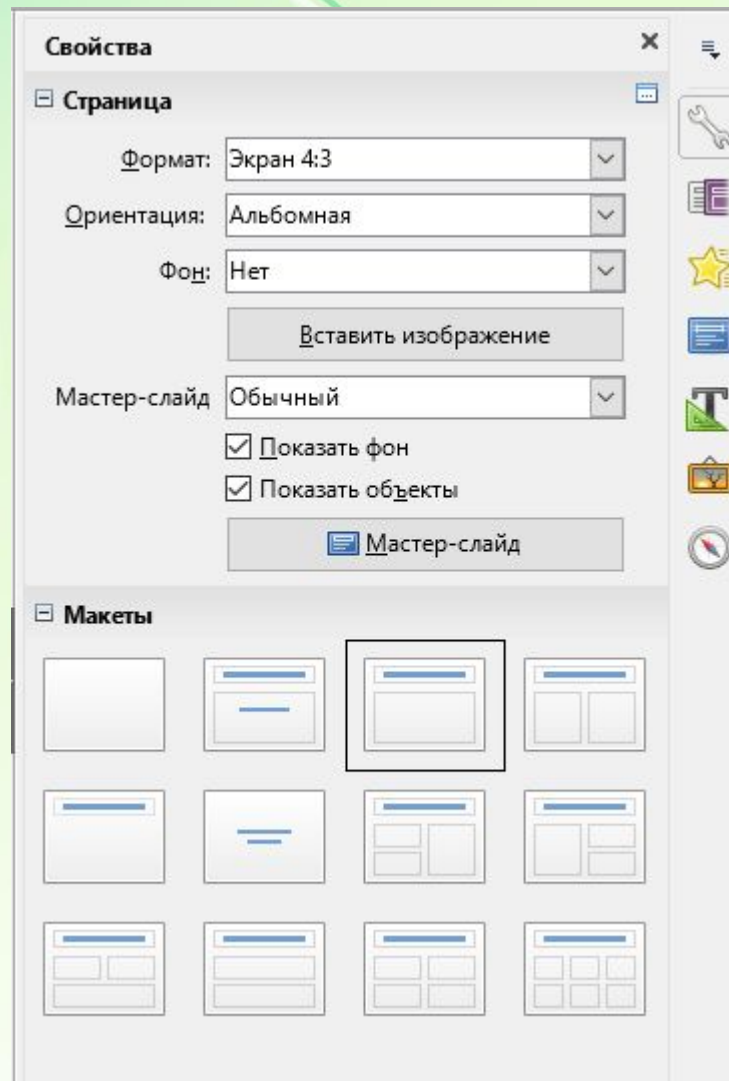 Свойства
Страница
Формат: Экран 4:3
Ориентация: Альбомная
Фон: Нет
Вставить изображение
Мастер-слайд Обычный
Показать фон
Показать объекты
Мастер-слайд
Макеты